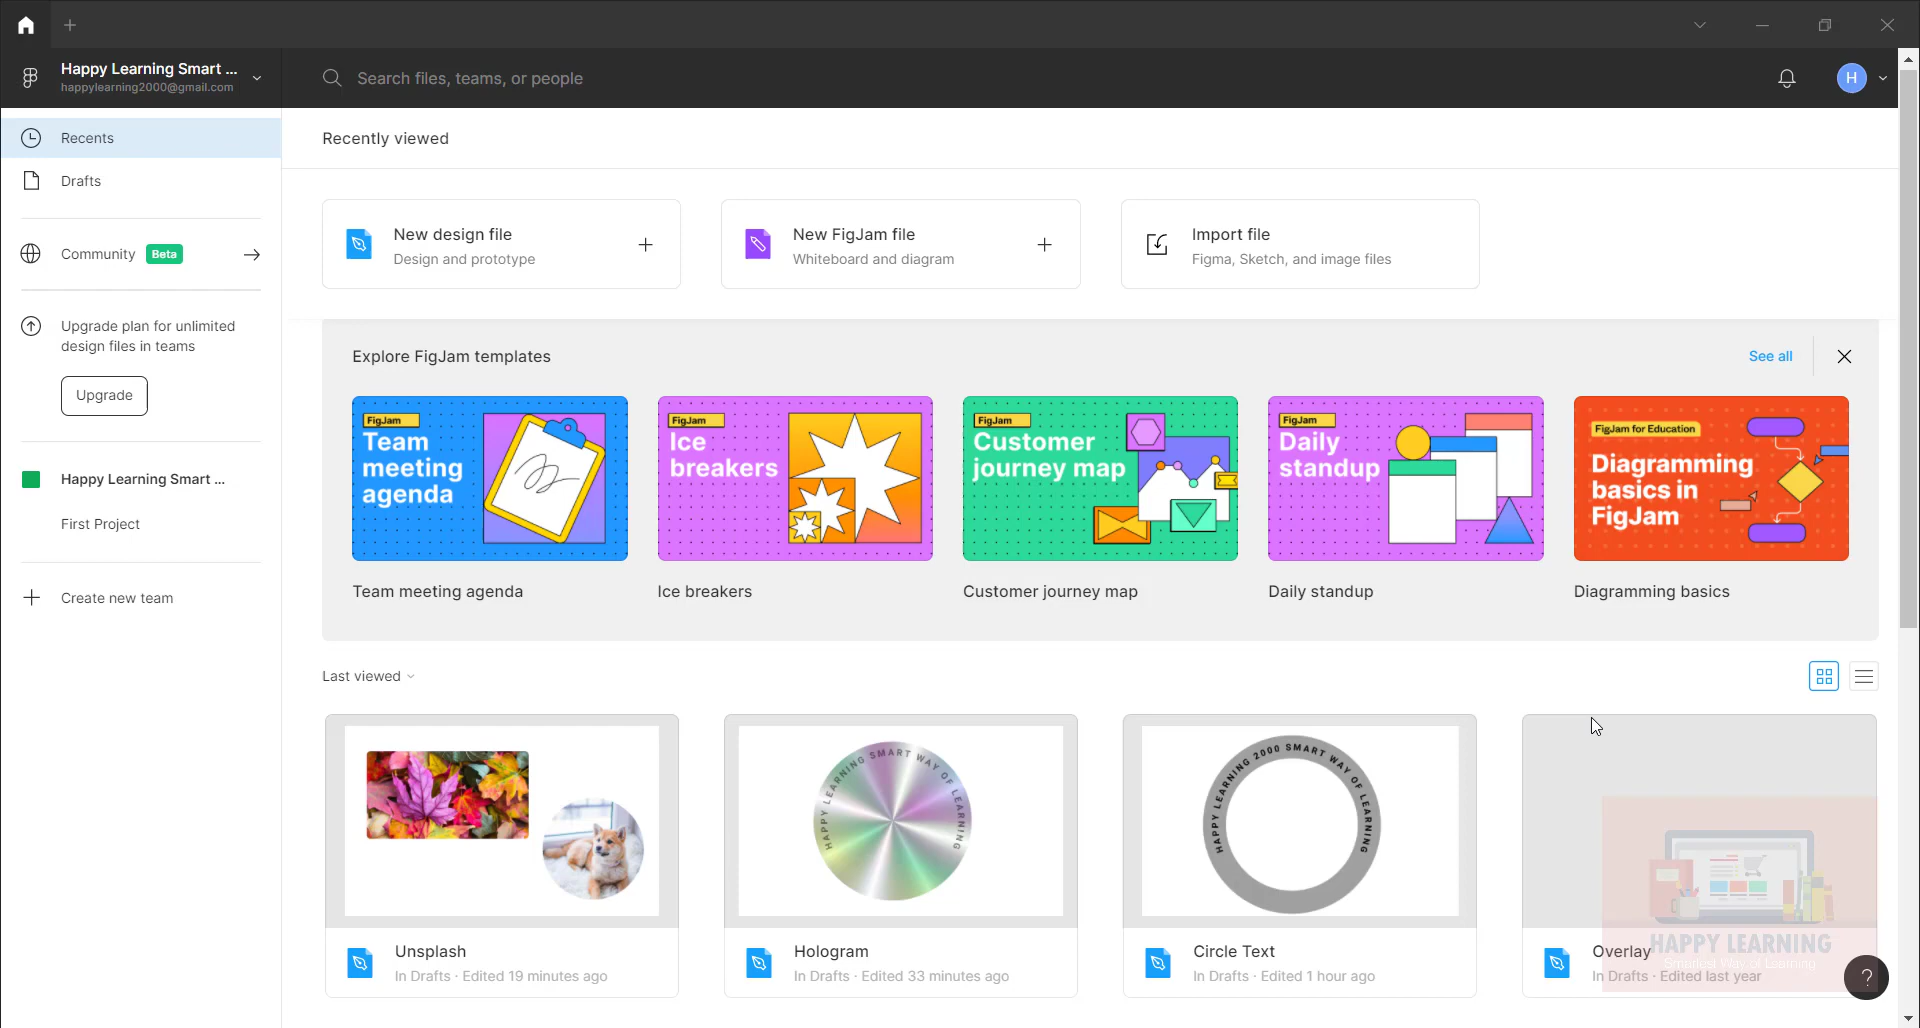 Happy Learning Smart ...
happylearning2000@gmail.com
Search files, teams, or people
H
Recents
Drafts
Community Beta
Upgrade plan for unlimited
design files in teams
Upgrade
Happy Learning Smart ...
First Project
Create new team
Recently viewed
New design file
Design and prototype
New FigJam file
Whiteboard and diagram
Import file
Figma, Sketch, and image files
Explore FigJam templates
See all
FigJam
Team
meeting
agenda
FigJam
Ice
breakers
FigJam
Customer
journey map
FigJam
Daily
standup
FigJam for Education
Diagramming
basics in
FigJam
Team meeting agenda
Ice breakers
Customer journey map
Daily standup
Diagramming basics
Last viewed
HAPPY LEARNING SMART WAY OF LEARNING
HAPPY LEARNING 2000 SMART WAY OF LEARNING
Unsplash
In Drafts · Edited 19 minutes ago
Hologram
In Drafts · Edited 33 minutes ago
Circle Text
In Drafts · Edited 1 hour ago
Overlay
In Drafts · Edited last year
HAPPY LEARNING
Smartest Way of Learning
?